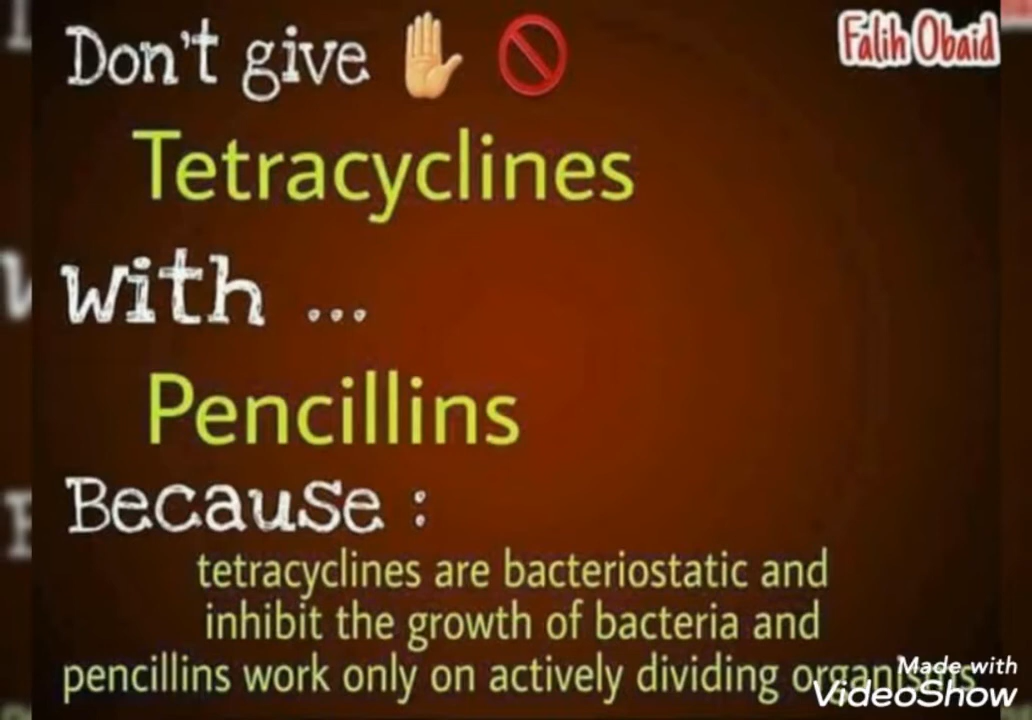 Don't give ✋ 🚫
Falih Obaid
Tetracyclines
with ...
Pencillins
Because :
tetracyclines are bacteriostatic and
inhibit the growth of bacteria and
pencillins work only on actively dividing organisms
Made with
VideoShow